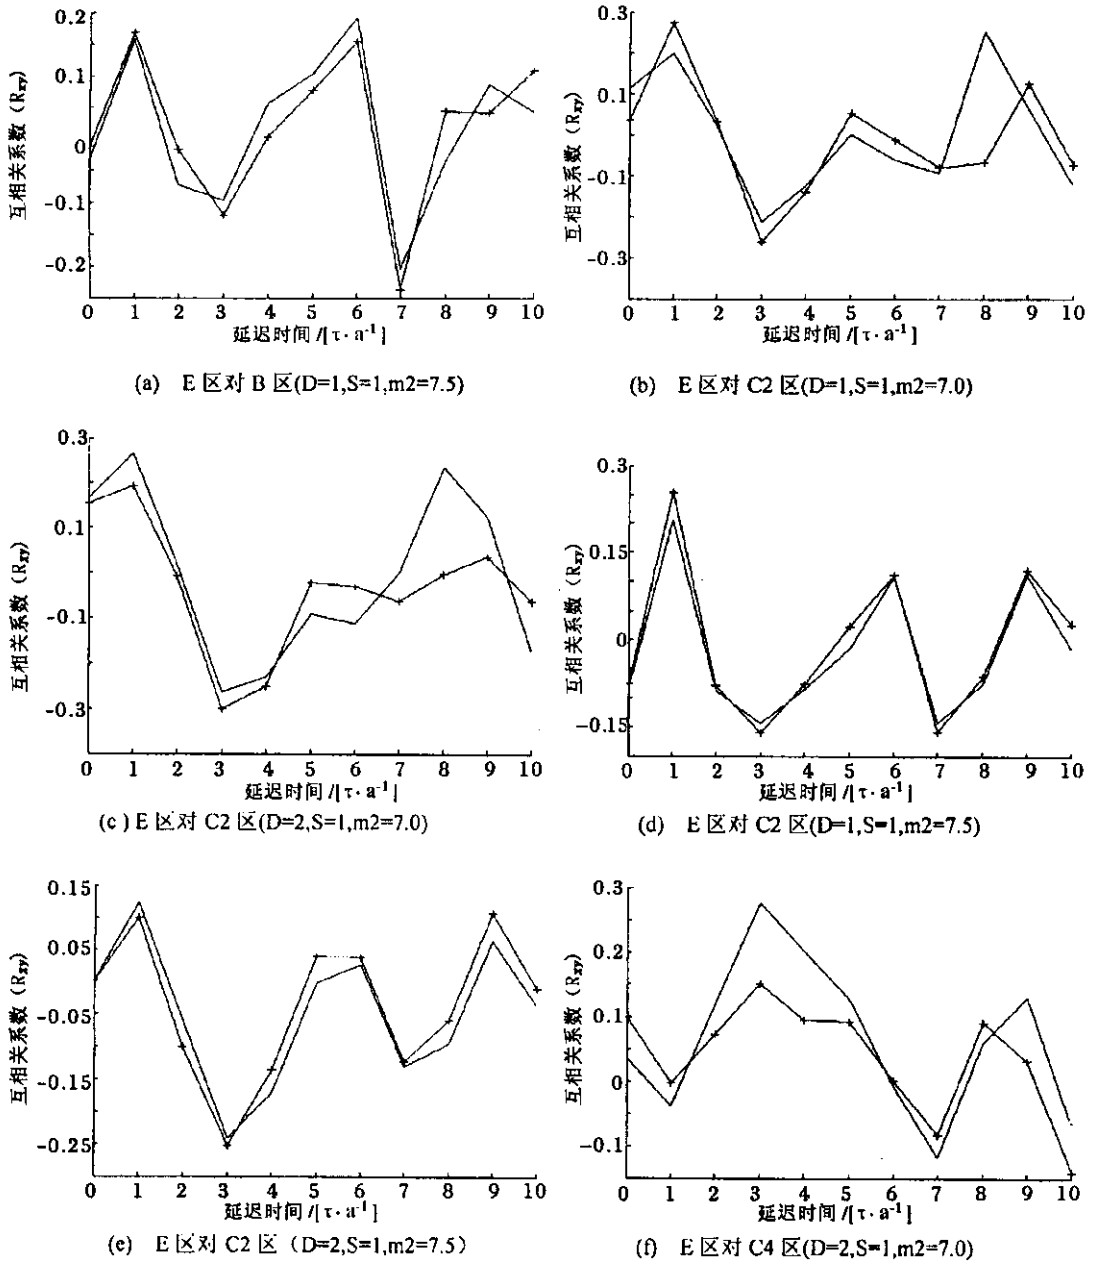 0.2
0.1
0
-0.1
-0.2
互相关系数（Rxy）
0 1 2 3 4 5 6 7 8 9 10
延迟时间/[τ·a⁻¹]
(a) E 区对 B 区(D=1,S=1,m2=7.5)
0.3
0.1
-0.1
-0.3
互相关系数（Rxy）
0 1 2 3 4 5 6 7 8 9 10
延迟时间/[τ·a⁻¹]
(b) E 区对 C2 区(D=1,S=1,m2=7.0)
0.3
0.1
-0.1
-0.3
互相关系数（Rxy）
0 1 2 3 4 5 6 7 8 9 10
延迟时间/[τ·a⁻¹]
(c) E 区对 C2 区(D=2,S=1,m2=7.0)
0.3
0.15
0
-0.15
互相关系数（Rxy）
0 1 2 3 4 5 6 7 8 9 10
延迟时间/[τ·a⁻¹]
(d) E 区对 C2 区(D=1,S=1,m2=7.5)
0.15
0.05
-0.05
-0.15
-0.25
互相关系数（Rxy）
0 1 2 3 4 5 6 7 8 9 10
延迟时间/[τ·a⁻¹]
(e) E 区对 C2 区（D=2,S=1,m2=7.5）
0.3
0.2
0.1
0
-0.1
互相关系数（Rxy）
0 1 2 3 4 5 6 7 8 9 10
延迟时间/[τ·a⁻¹]
(f) E 区对 C4 区(D=2,S=1,m2=7.0)